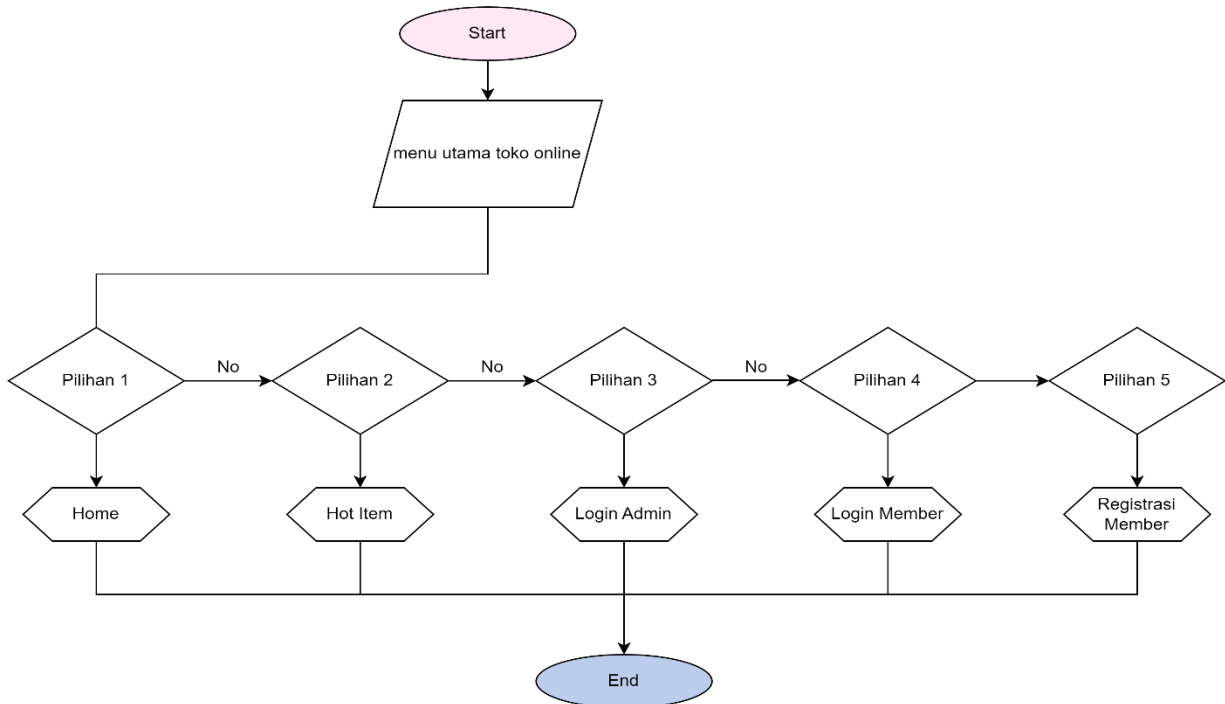 Start
menu utama toko online
Pilihan 1
No
Pilihan 2
No
Pilihan 3
No
Pilihan 4
Pilihan 5
Home
Hot Item
Login Admin
Login Member
Registrasi
Member
End